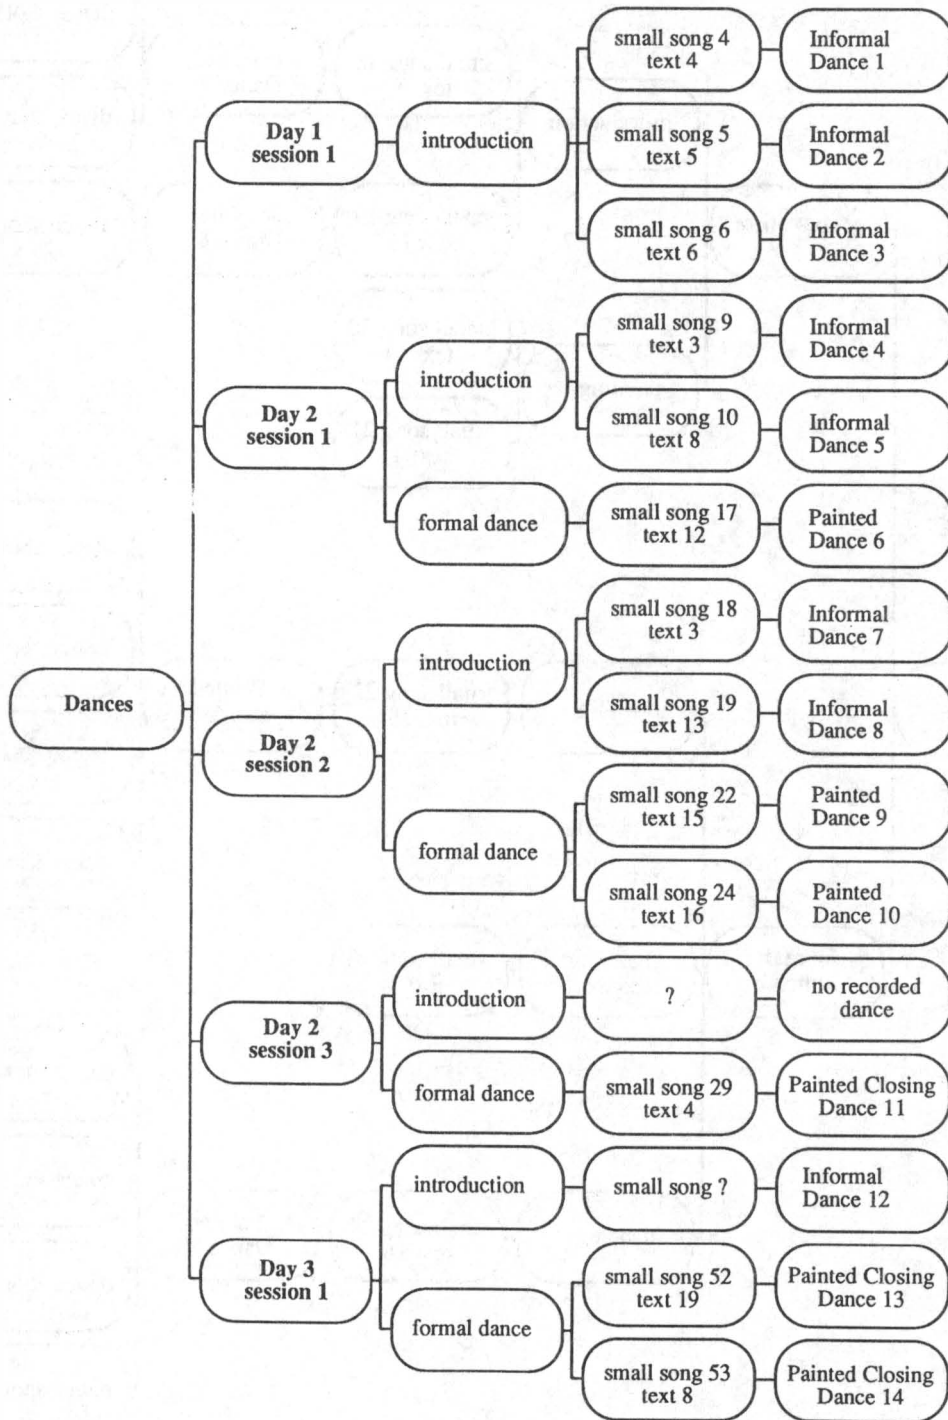 Dances
Day 1
session 1
introduction
small song 4
text 4
Informal
Dance 1
small song 5
text 5
Informal
Dance 2
small song 6
text 6
Informal
Dance 3
Day 2
session 1
introduction
small song 9
text 3
Informal
Dance 4
small song 10
text 8
Informal
Dance 5
formal dance
small song 17
text 12
Painted
Dance 6
Day 2
session 2
introduction
small song 18
text 3
Informal
Dance 7
small song 19
text 13
Informal
Dance 8
formal dance
small song 22
text 15
Painted
Dance 9
small song 24
text 16
Painted
Dance 10
Day 2
session 3
introduction
?
no recorded
dance
formal dance
small song 29
text 4
Painted Closing
Dance 11
Day 3
session 1
introduction
small song ?
Informal
Dance 12
formal dance
small song 52
text 19
Painted Closing
Dance 13
small song 53
text 8
Painted Closing
Dance 14